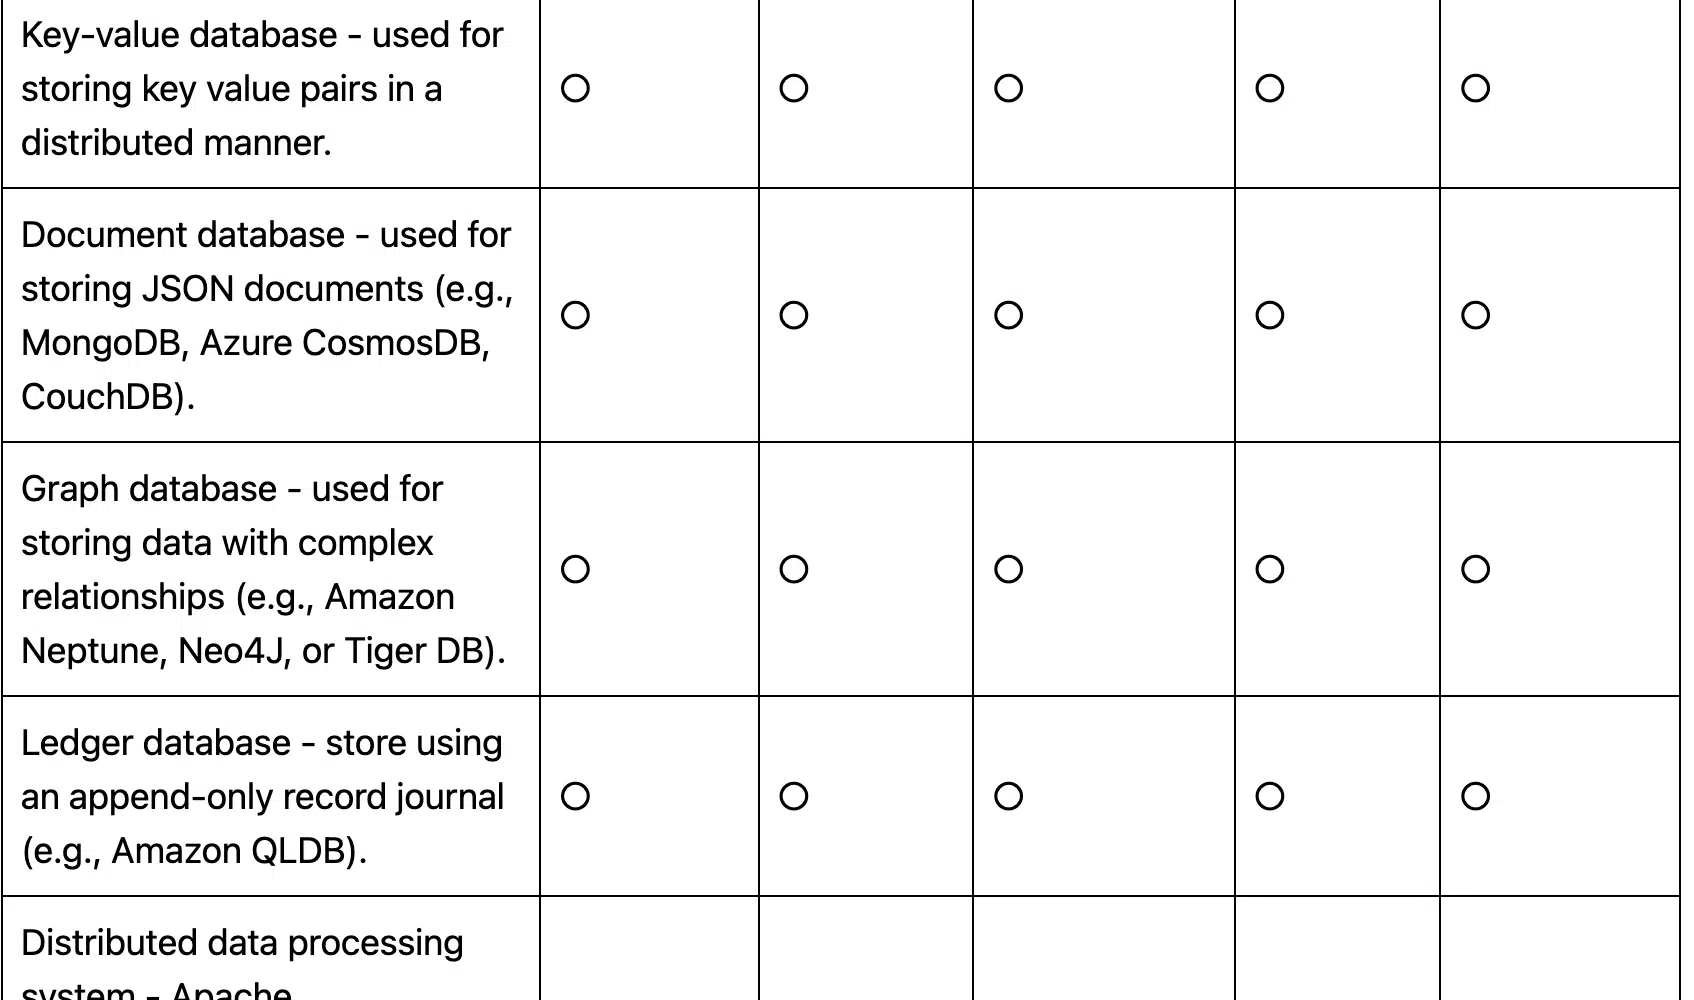 Key-value database - used for
storing key value pairs in a
distributed manner.
Document database - used for
storing JSON documents (e.g.,
MongoDB, Azure CosmosDB,
CouchDB).
Graph database - used for
storing data with complex
relationships (e.g., Amazon
Neptune, Neo4J, or Tiger DB).
Ledger database - store using
an append-only record journal
(e.g., Amazon QLDB).
Distributed data processing
system - Apache